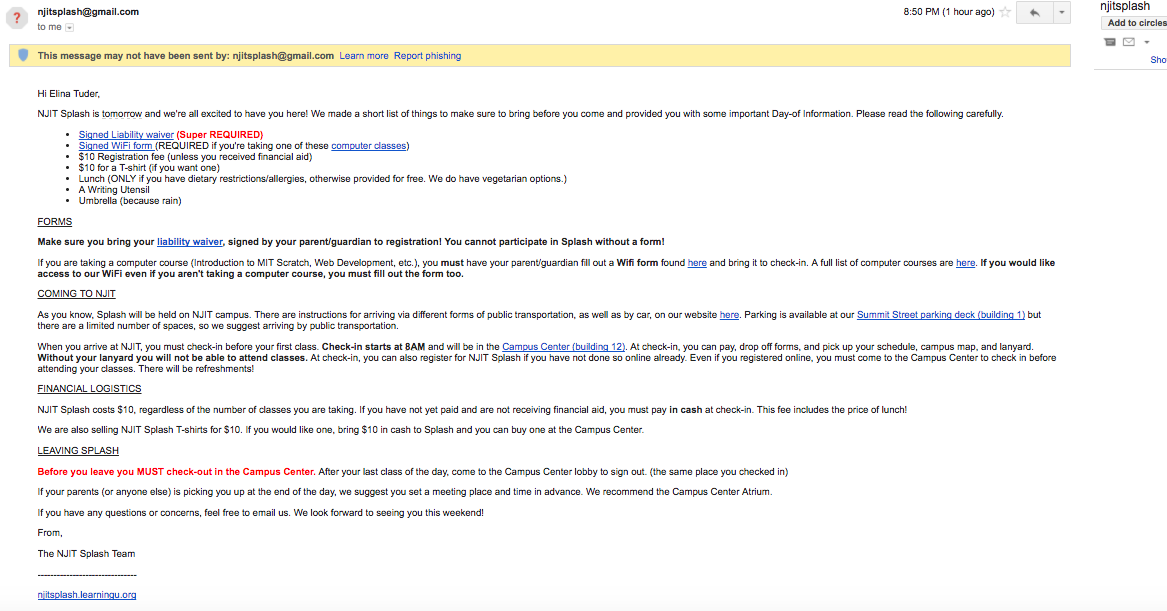 njitsplash@gmail.com
8:50 PM (1 hour ago)
njitsplash
to me
Add to circles
?
This message may not have been sent by: njitsplash@gmail.com Learn more Report phishing
Sho
Hi Elina Tuder,
NJIT Splash is tomorrow and we're all excited to have you here! We made a short list of things to make sure to bring before you come and provided you with some important Day-of Information. Please read the following carefully.
• Signed Liability waiver (Super REQUIRED)
• Signed WiFi form (REQUIRED if you're taking one of these computer classes)
• $10 Registration fee (unless you received financial aid)
• $10 for a T-shirt (if you want one)
• Lunch (ONLY if you have dietary restrictions/allergies, otherwise provided for free. We do have vegetarian options.)
• A Writing Utensil
• Umbrella (because rain)
FORMS
Make sure you bring your liability waiver, signed by your parent/guardian to registration! You cannot participate in Splash without a form!
If you are taking a computer course (Introduction to MIT Scratch, Web Development, etc.), you must have your parent/guardian fill out a Wifi form found here and bring it to check-in. A full list of computer courses are here. If you would like
access to our WiFi even if you aren't taking a computer course, you must fill out the form too.
COMING TO NJIT
As you know, Splash will be held on NJIT campus. There are instructions for arriving via different forms of public transportation, as well as by car, on our website here. Parking is available at our Summit Street parking deck (building 1) but
there are a limited number of spaces, so we suggest arriving by public transportation.
When you arrive at NJIT, you must check-in before your first class. Check-in starts at 8AM and will be in the Campus Center (building 12). At check-in, you can pay, drop off forms, and pick up your schedule, campus map, and lanyard.
Without your lanyard you will not be able to attend classes. At check-in, you can also register for NJIT Splash if you have not done so online already. Even if you registered online, you must come to the Campus Center to check in before
attending your classes. There will be refreshments!
FINANCIAL LOGISTICS
NJIT Splash costs $10, regardless of the number of classes you are taking. If you have not yet paid and are not receiving financial aid, you must pay in cash at check-in. This fee includes the price of lunch!
We are also selling NJIT Splash T-shirts for $10. If you would like one, bring $10 in cash to Splash and you can buy one at the Campus Center.
LEAVING SPLASH
Before you leave you MUST check-out in the Campus Center. After your last class of the day, come to the Campus Center lobby to sign out. (the same place you checked in)
If your parents (or anyone else) is picking you up at the end of the day, we suggest you set a meeting place and time in advance. We recommend the Campus Center Atrium.
If you have any questions or concerns, feel free to email us. We look forward to seeing you this weekend!
From,
The NJIT Splash Team
------------------------------
njitsplash.learningu.org